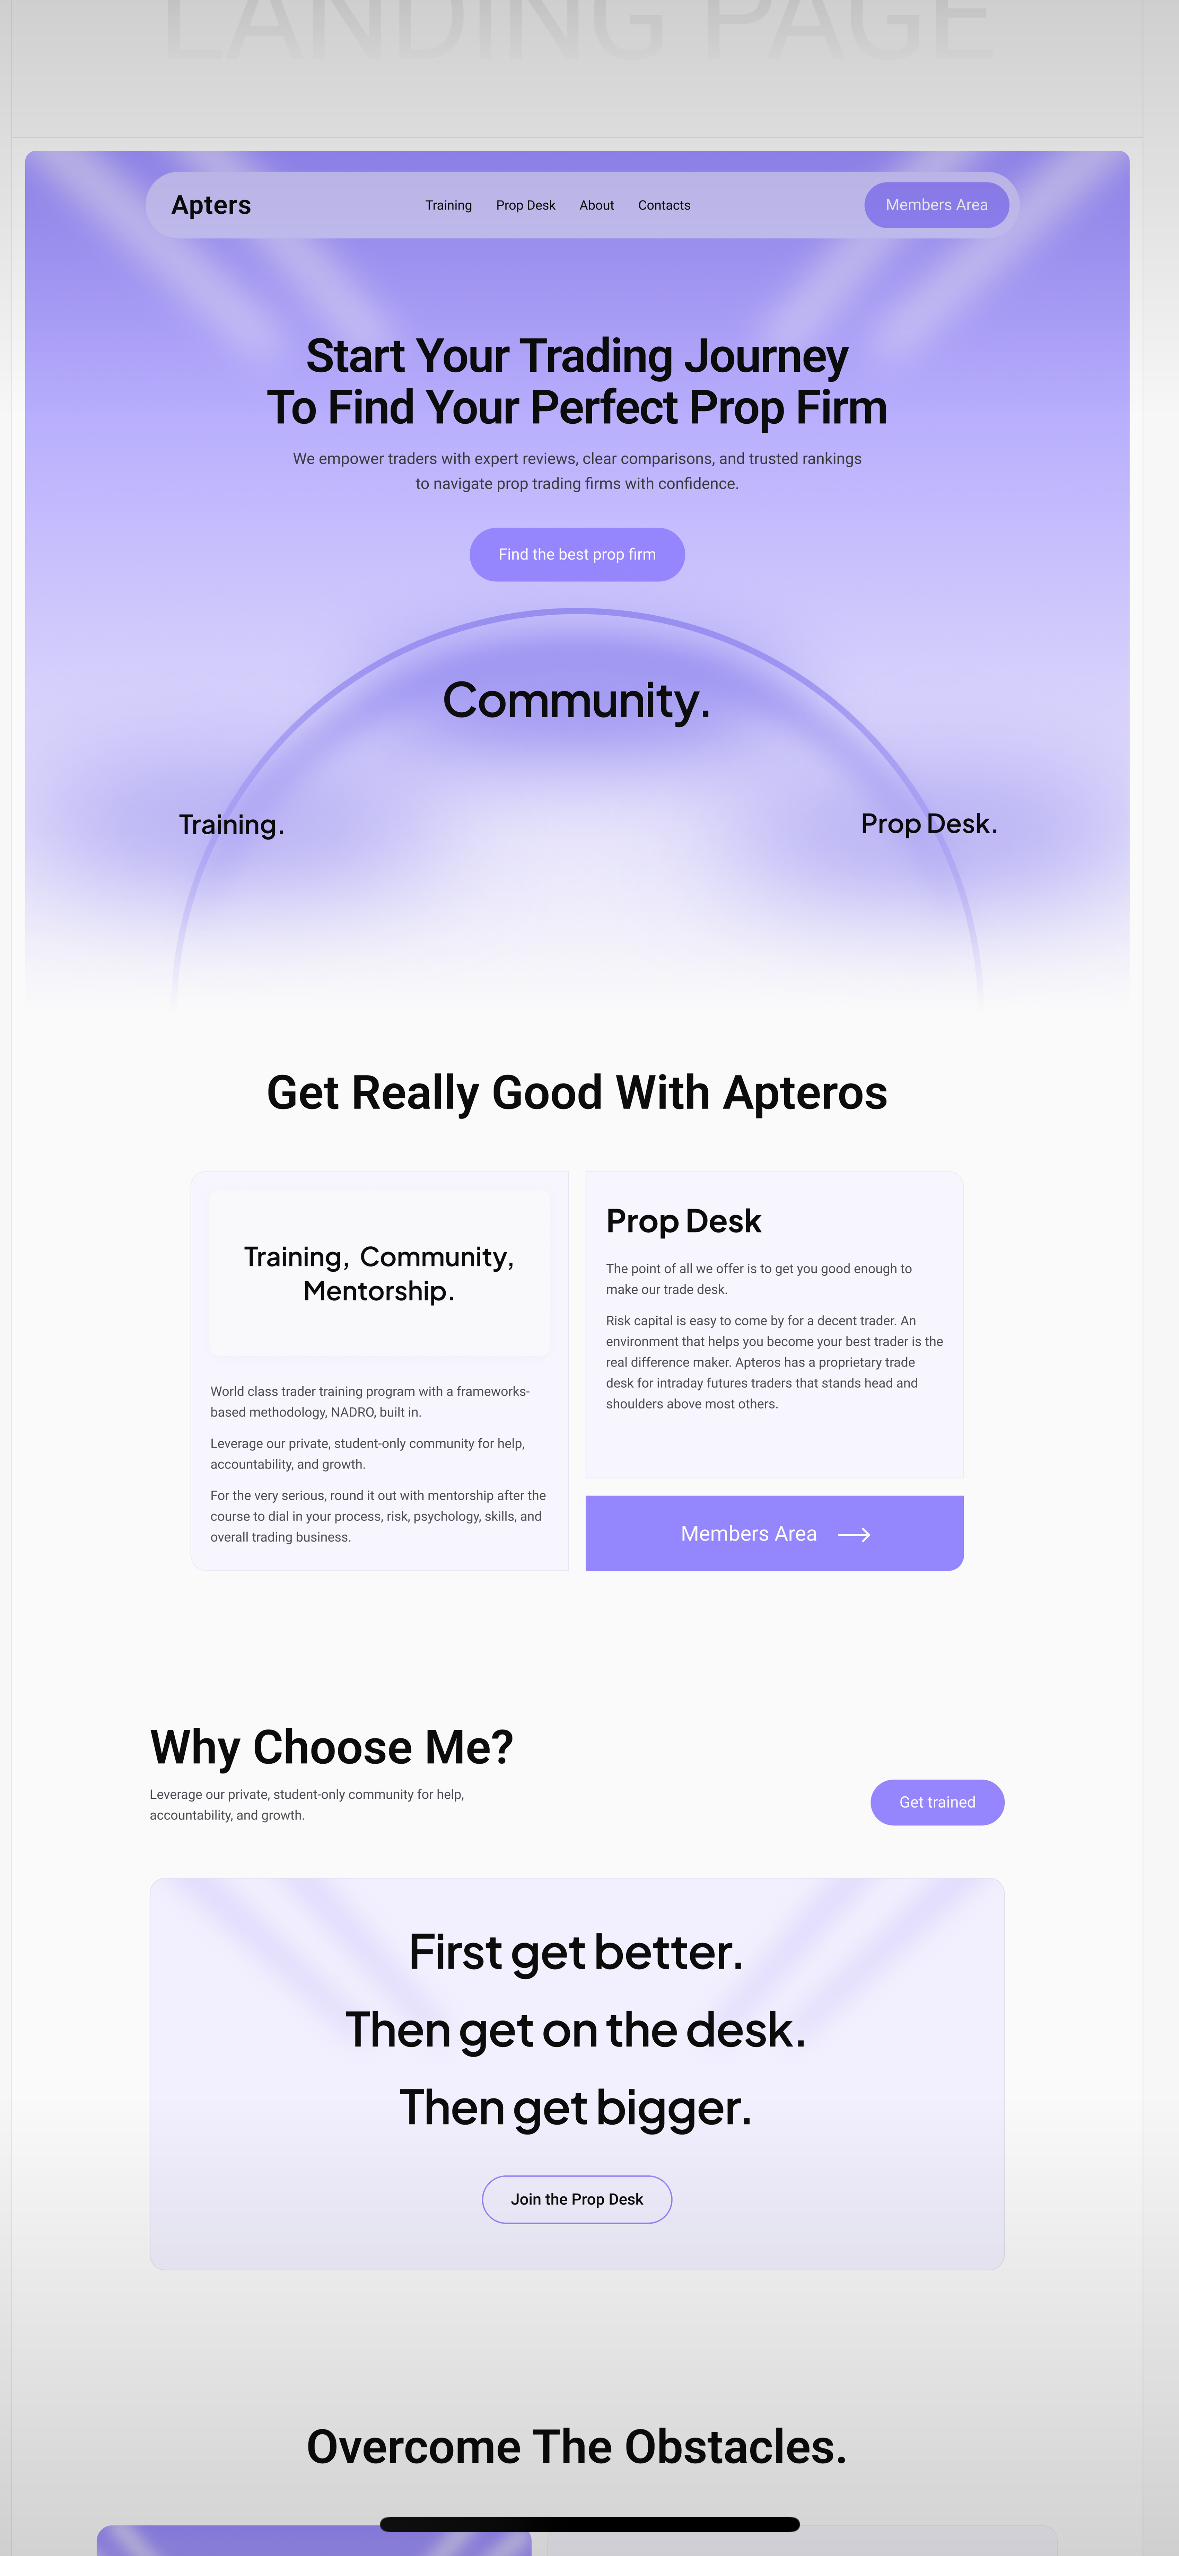 LANDING PAGE
Apters
Training
Prop Desk
About
Contacts
Members Area
Start Your Trading Journey
To Find Your Perfect Prop Firm
We empower traders with expert reviews, clear comparisons, and trusted rankings
to navigate prop trading firms with confidence.
Find the best prop firm
Community.
Training.
Prop Desk.
Get Really Good With Apteros
Training, Community,
Mentorship.
World class trader training program with a frameworks-
based methodology, NADRO, built in.
Leverage our private, student-only community for help,
accountability, and growth.
For the very serious, round it out with mentorship after the
course to dial in your process, risk, psychology, skills, and
overall trading business.
Prop Desk
The point of all we offer is to get you good enough to
make our trade desk.
Risk capital is easy to come by for a decent trader. An
environment that helps you become your best trader is the
real difference maker. Apteros has a proprietary trade
desk for intraday futures traders that stands head and
shoulders above most others.
Members Area
Why Choose Me?
Leverage our private, student-only community for help,
accountability, and growth.
Get trained
First get better.
Then get on the desk.
Then get bigger.
Join the Prop Desk
Overcome The Obstacles.